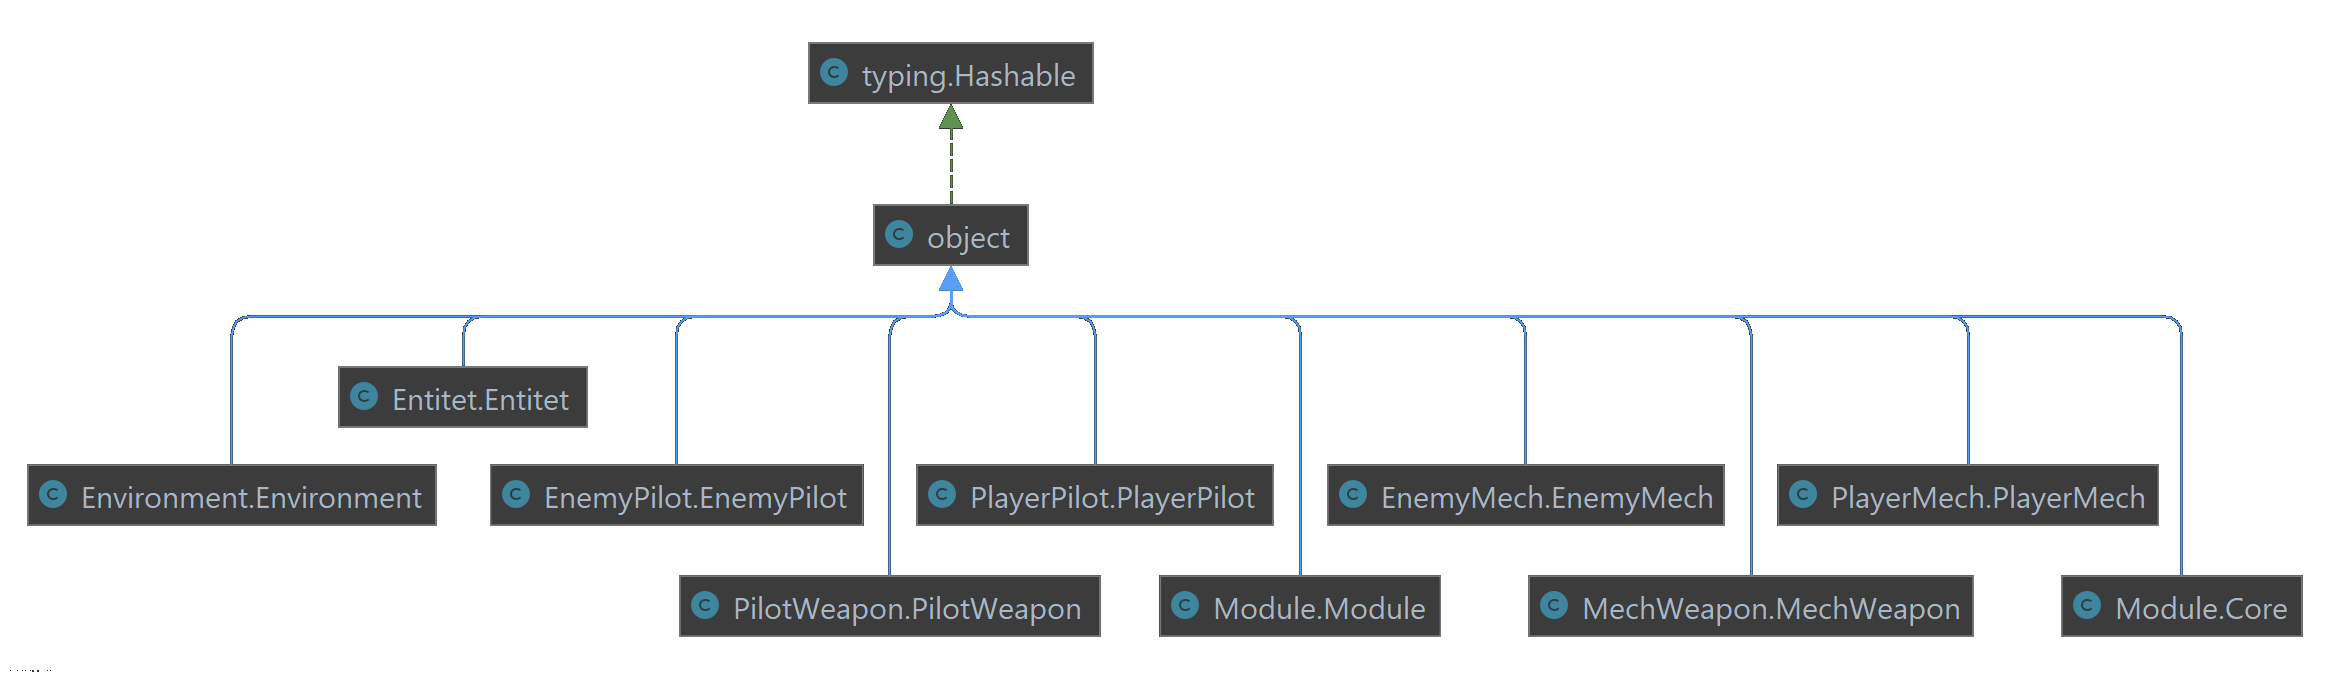 typing.Hashable
object
Entitet.Entitet
Environment.Environment
EnemyPilot.EnemyPilot
PlayerPilot.PlayerPilot
EnemyMech.EnemyMech
PlayerMech.PlayerMech
PilotWeapon.PilotWeapon
Module.Module
MechWeapon.MechWeapon
Module.Core